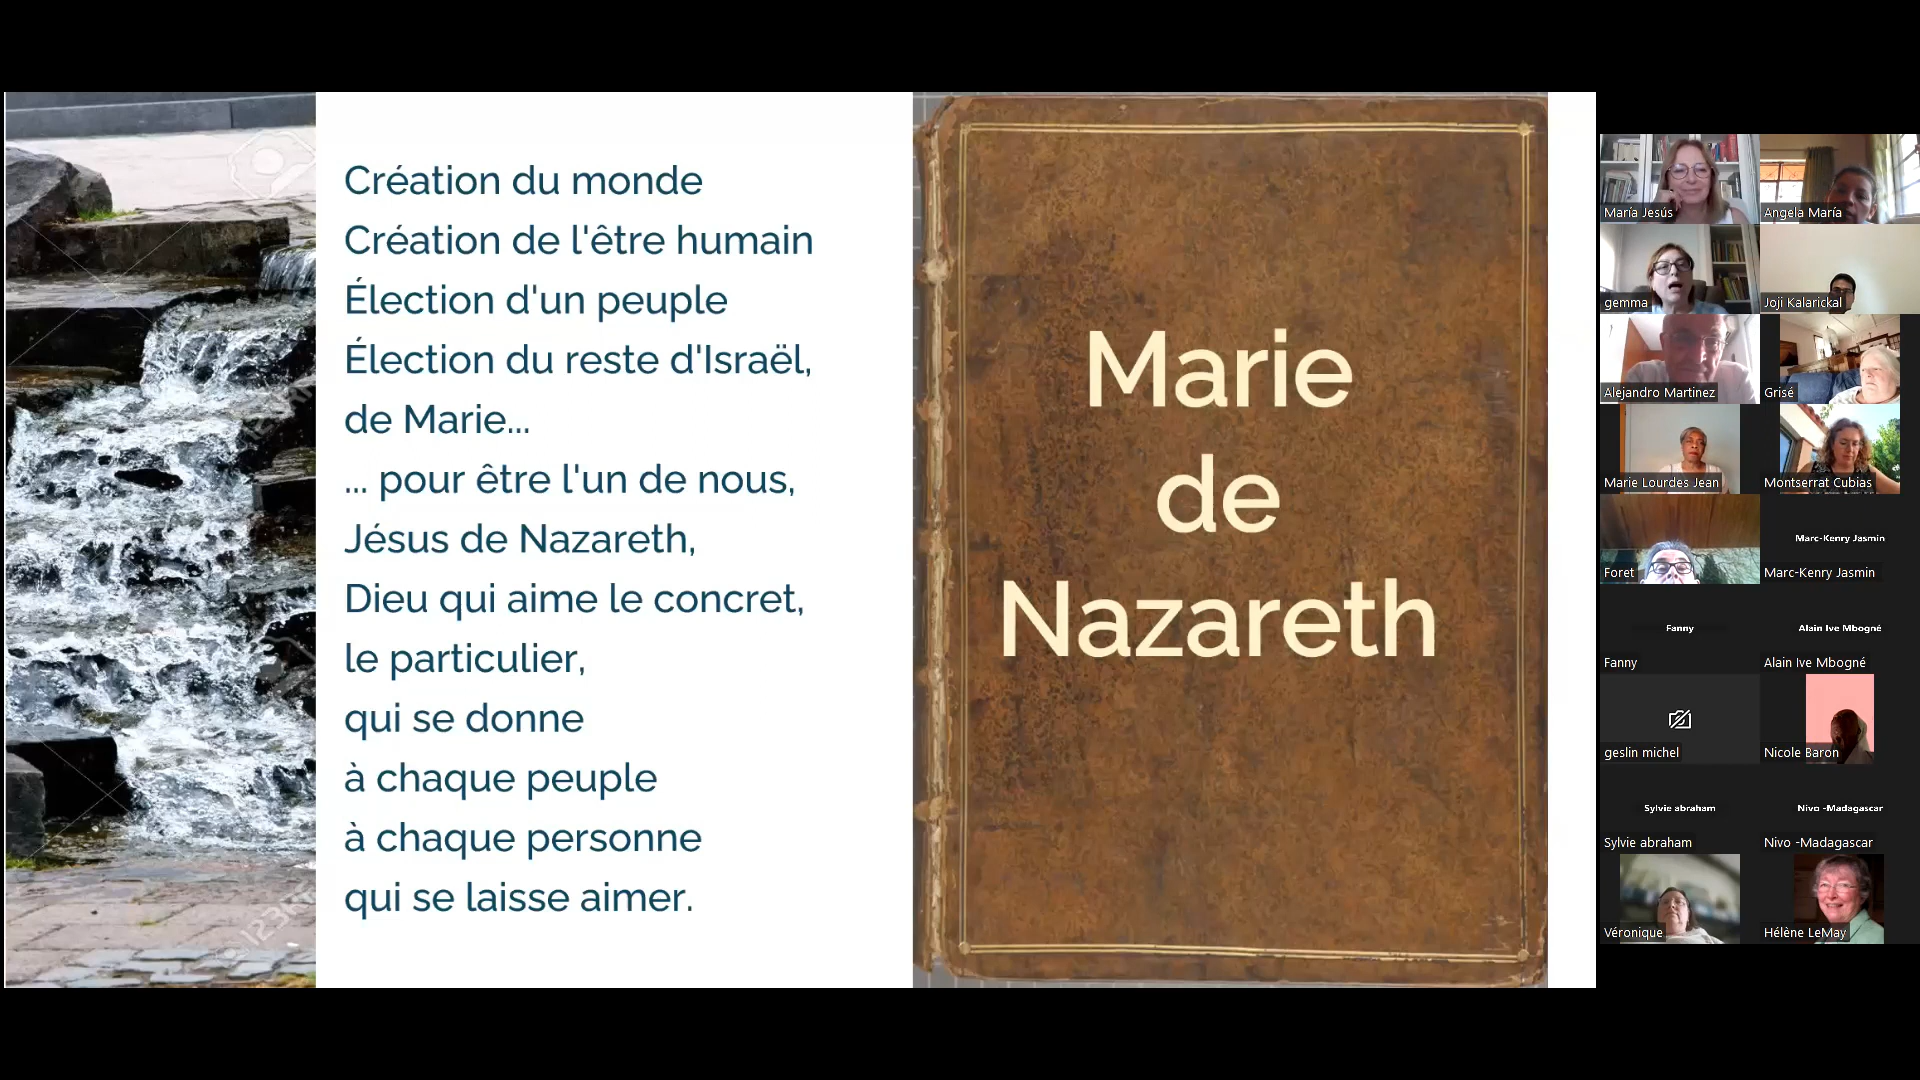 Création du monde
Création de l'être humain
Élection d'un peuple
Élection du reste d'Israël,
de Marie...
... pour être l'un de nous,
Jésus de Nazareth,
Dieu qui aime le concret,
le particulier,
qui se donne
à chaque peuple
à chaque personne
qui se laisse aimer.
Marie
de
Nazareth
María Jesús
Angela María
gemma
Joji Kalarickal
Alejandro Martinez
Grisé
Marie Lourdes Jean
Montserrat Cubias
Foret
Marc-Kenry Jasmin
Marc-Kenry Jasmin
Fanny
Alain Ive Mbogné
Fanny
Alain Ive Mbogné
geslin michel
Nicole Baron
Sylvie abraham
Nivo -Madagascar
Sylvie abraham
Nivo -Madagascar
Véronique
Hélène LeMay